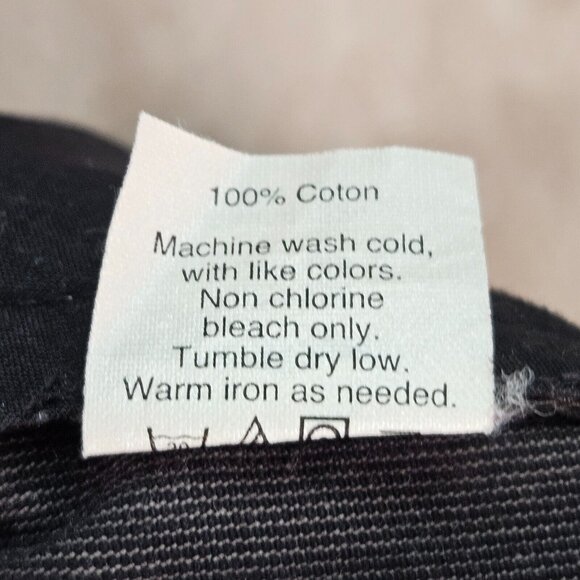 100% Coton
Machine wash cold,
with like colors.
Non chlorine
bleach only.
Tumble dry low.
Warm iron as needed.